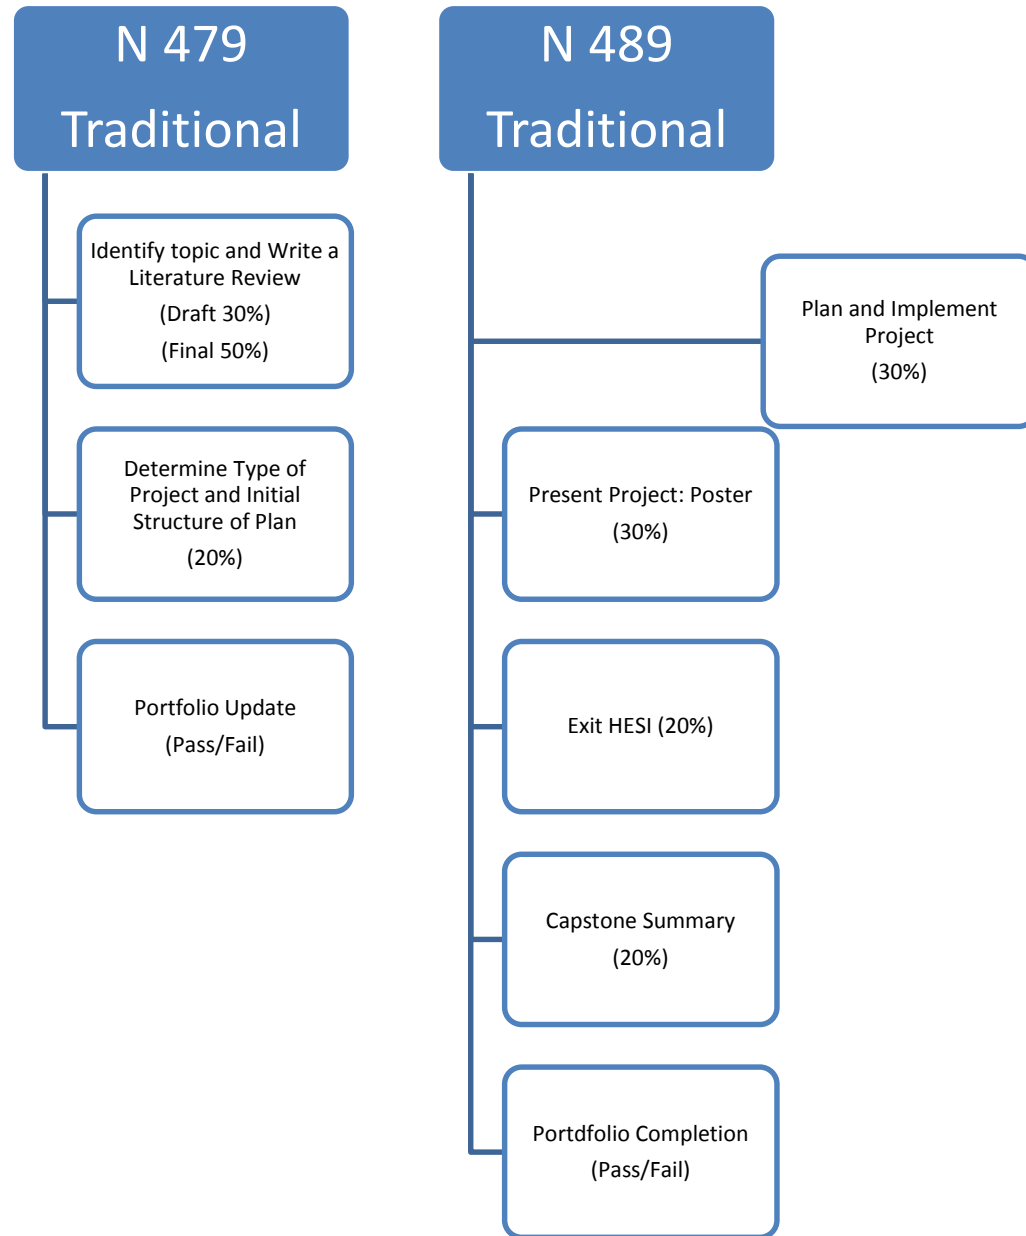 N 479
Traditional
Identify topic and Write a
Literature Review
(Draft 30%)
(Final 50%)
Determine Type of
Project and Initial
Structure of Plan
(20%)
Portfolio Update
(Pass/Fail)
N 489
Traditional
Plan and Implement
Project
(30%)
Present Project: Poster
(30%)
Exit HESI (20%)
Capstone Summary
(20%)
Portdfolio Completion
(Pass/Fail)